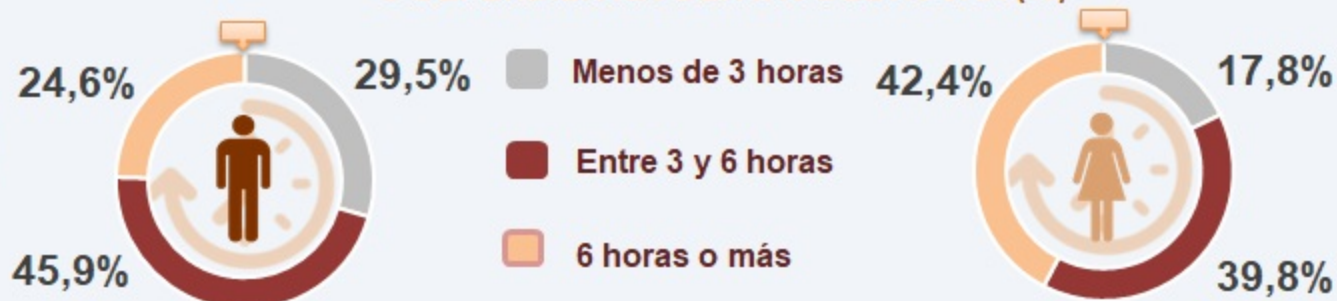 24,6%
29,5%
Menos de 3 horas
Entre 3 y 6 horas
6 horas o más
45,9%
42,4%
17,8%
39,8%